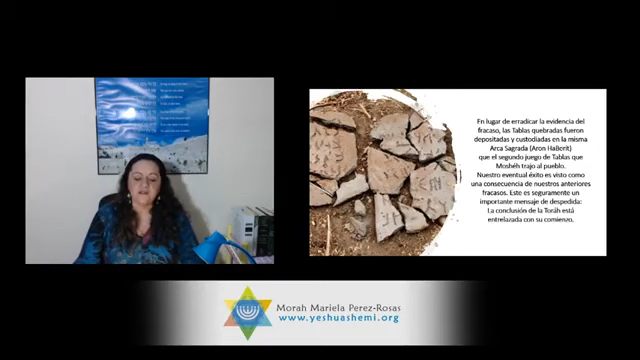 En lugar de erradicar la evidencia del
fracaso, las Tablas quebradas fueron
depositadas y custodiadas en la misma
Arca Sagrada (Aron HaBerit)
que el segundo juego de Tablas que
Moshéh trajo al pueblo.
Nuestro eventual éxito es visto como
una consecuencia de nuestros anteriores
fracasos. Este es seguramente un
importante mensaje de despedida:
La conclusión de la Toráh está
entrelazada con su comienzo,
Morah Mariela Perez-Rosas
www.yeshuashemi.org